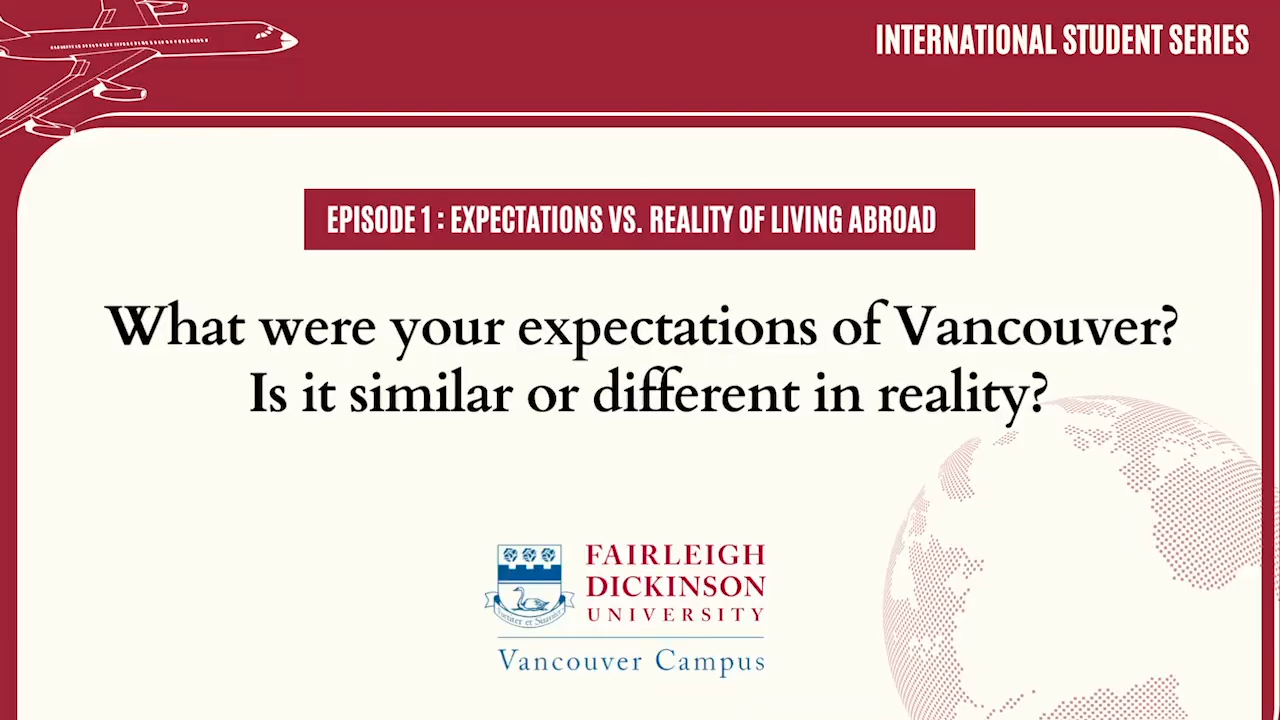 INTERNATIONAL STUDENT SERIES
EPISODE 1 : EXPECTATIONS VS. REALITY OF LIVING ABROAD
What were your expectations of Vancouver?
Is it similar or different in reality?
FAIRLEIGH
DICKINSON
UNIVERSITY
Vancouver Campus